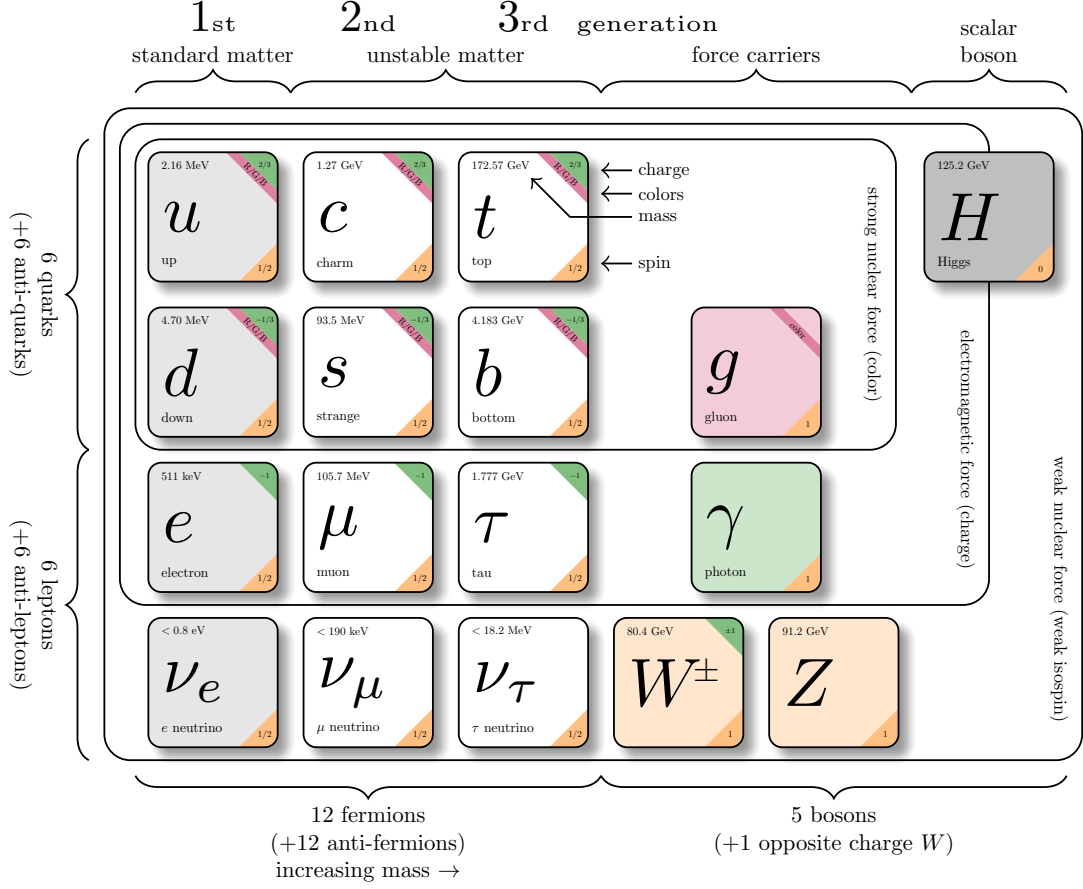 1st 2nd 3rd generation
standard matter unstable matter force carriers scalar boson
6 quarks
(+6 anti-quarks)
2.16 MeV 2/3 R/G/B
u
up 1/2
1.27 GeV 2/3 R/G/B
c
charm 1/2
172.57 GeV 2/3 R/G/B
t
top 1/2
charge
colors
mass
spin
125.2 GeV
H
Higgs 0
4.70 MeV −1/3 R/G/B
d
down 1/2
93.5 MeV −1/3 R/G/B
s
strange 1/2
4.183 GeV −1/3 R/G/B
b
bottom 1/2
color
g
gluon 1
strong nuclear force (color)
6 leptons
(+6 anti-leptons)
511 keV −1
e
electron 1/2
105.7 MeV −1
μ
muon 1/2
1.777 GeV −1
τ
tau 1/2
γ
photon 1
electromagnetic force (charge)
< 0.8 eV
νe
e neutrino 1/2
< 190 keV
νμ
μ neutrino 1/2
< 18.2 MeV
ντ
τ neutrino 1/2
80.4 GeV ±1
W±
1
91.2 GeV
Z
1
weak nuclear force (weak isospin)
12 fermions
(+12 anti-fermions)
increasing mass →
5 bosons
(+1 opposite charge W)